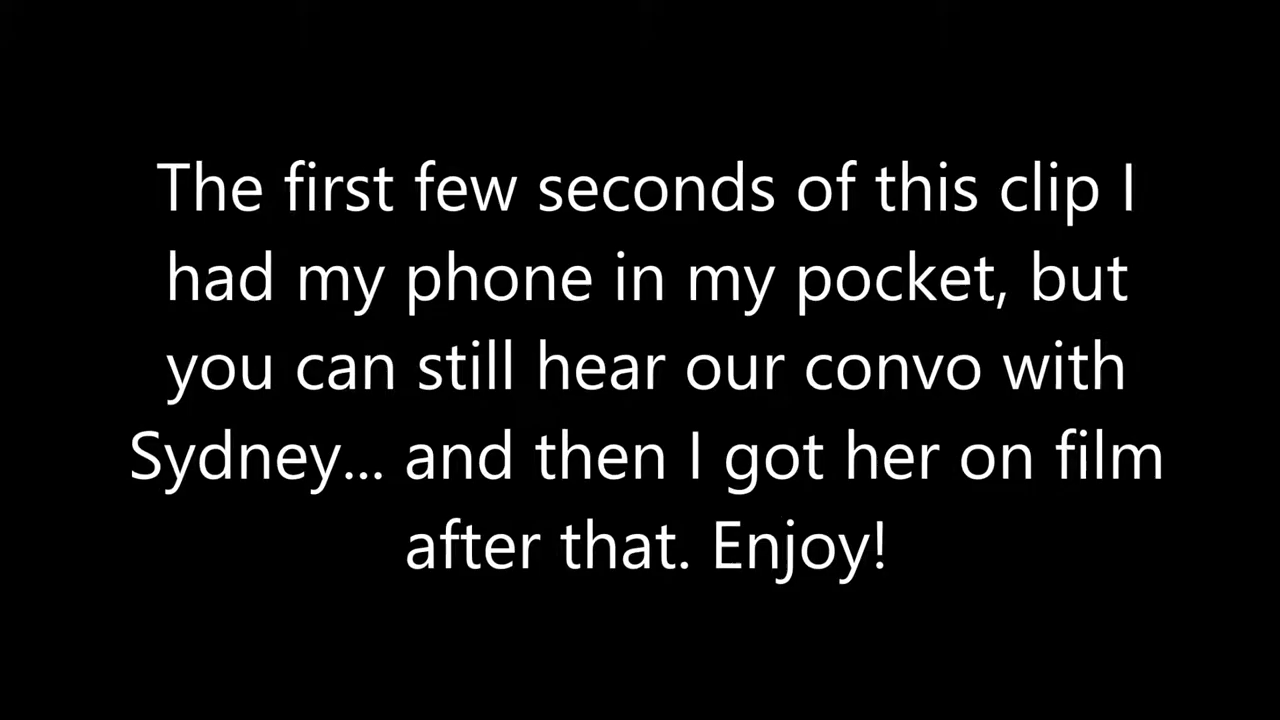 The first few seconds of this clip I
had my phone in my pocket, but
you can still hear our convo with
Sydney... and then I got her on film
after that. Enjoy!